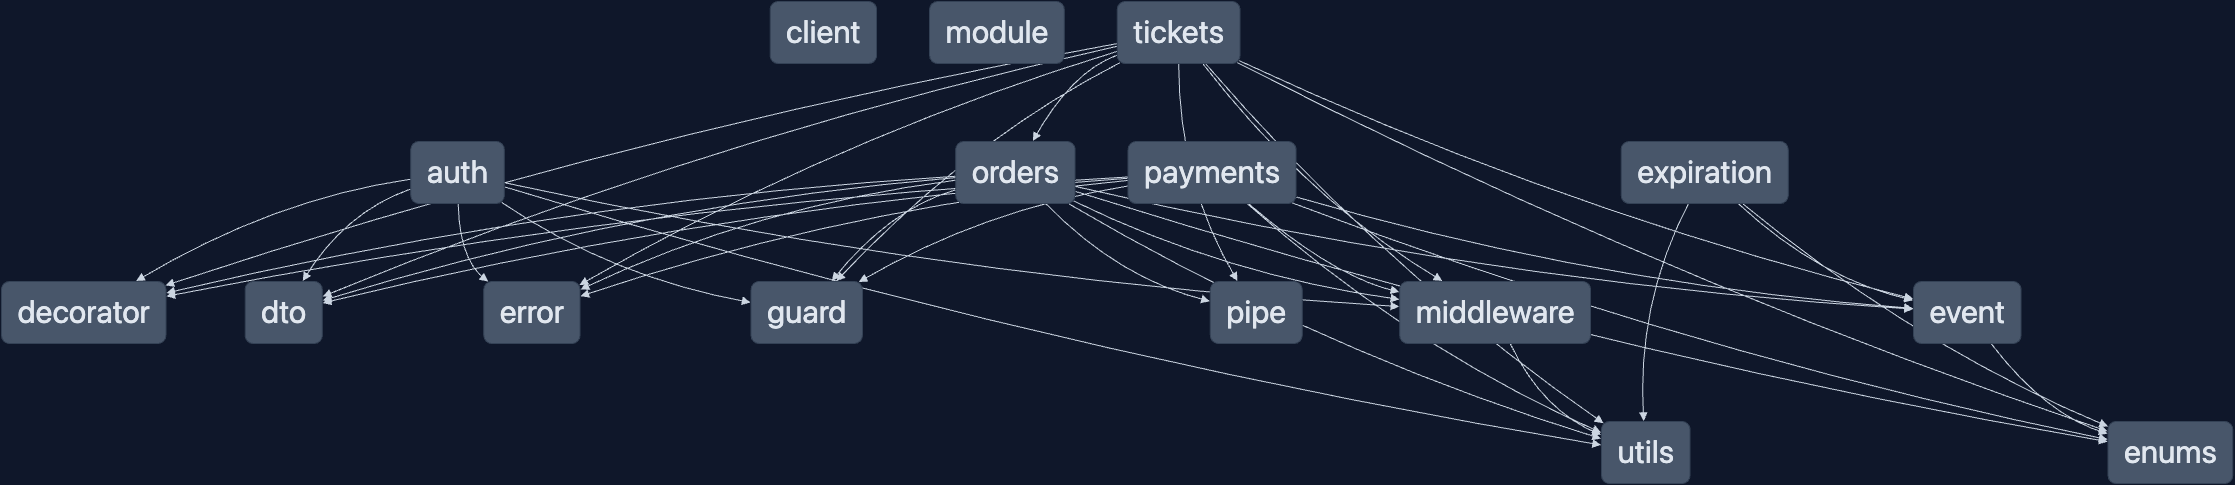 client
module
tickets
auth
orders
payments
expiration
decorator
dto
error
guard
pipe
middleware
event
utils
enums